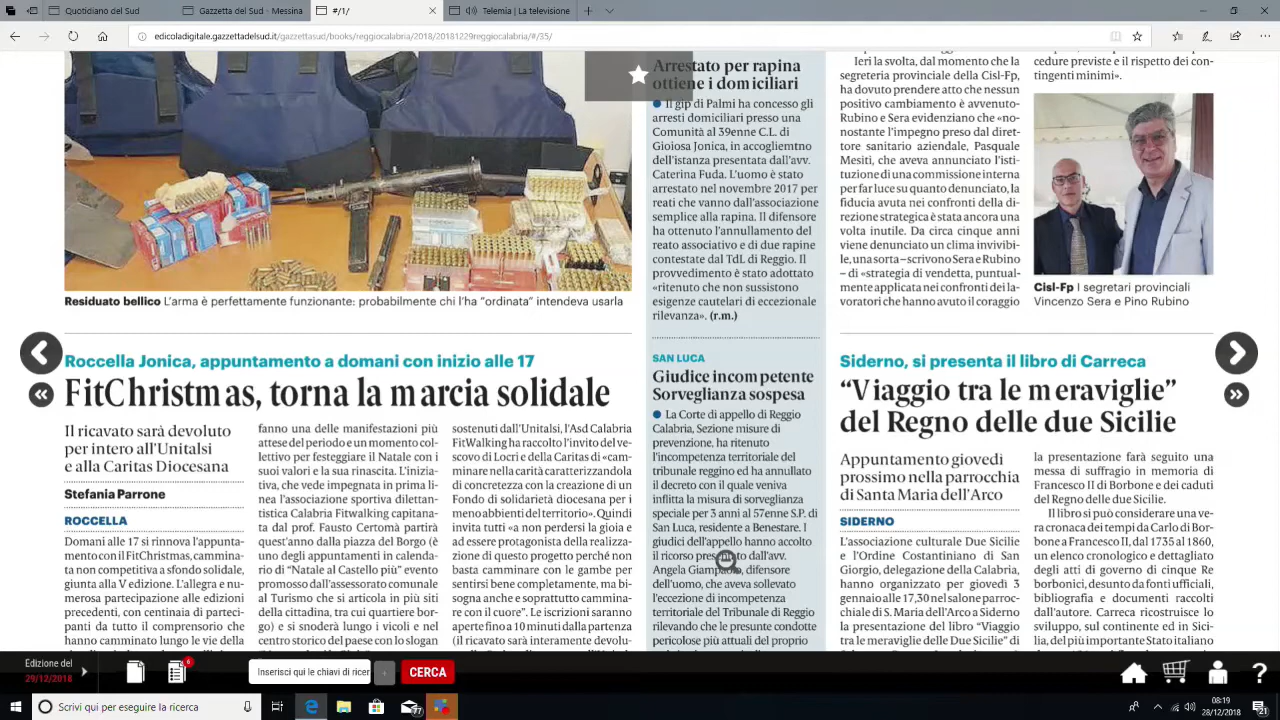 edicoladigitale.gazzettadelsud.it/gazzettasud/books/reggiocalabria/2018/20181229reggiocalabria/#/35/
Residuato bellico L'arma è perfettamente funzionante: probabilmente chi l'ha "ordinata" intendeva usarla
Roccella Jonica, appuntamento a domani con inizio alle 17
FitChristmas, torna la marcia solidale
Il ricavato sarà devoluto
per intero all'Unitalsi
e alla Caritas Diocesana
Stefania Parrone
ROCCELLA
Domani alle 17 si rinnova l'appunta-
mento con il FitChristmas, cammina-
ta non competitiva a sfondo solidale,
giunta alla V edizione. L'allegra e nu-
merosa partecipazione alle edizioni
precedenti, con centinaia di parteci-
panti da tutto il comprensorio che
hanno camminato lungo le vie della
fanno una delle manifestazioni più
attese del periodo e un momento col-
lettivo per festeggiare il Natale con i
suoi valori e la sua rinascita. L'inizia-
tiva, che vede impegnata in prima li-
nea l'associazione sportiva dilettan-
tistica Calabria Fitwalking capitana-
ta dal prof. Fausto Certomà partirà
quest'anno dalla piazza del Borgo (è
uno degli appuntamenti in calenda-
rio di "Natale al Castello più" evento
promosso dall'assessorato comunale
al Turismo che si articola in più siti
della cittadina, tra cui quartiere bor-
go) e si snoderà lungo i vicoli e nel
centro storico del paese con lo slogan
sostenuti dall'Unitalsi, l'Asd Calabria
FitWalking ha raccolto l'invito del ve-
scovo di Locri e della Caritas di «cam-
minare nella carità caratterizzandola
di concretezza con la creazione di un
Fondo di solidarietà diocesana per i
meno abbienti del territorio». Quindi
invita tutti «a non perdersi la gioia e
ad essere protagonista della realizza-
zione di questo progetto perché non
basta camminare con le gambe per
sentirsi bene completamente, ma bi-
sogna anche e soprattutto cammina-
re con il cuore". Le iscrizioni saranno
aperte fino a 10 minuti dalla partenza
(il ricavato sarà interamente devolu-
Arrestato per rapina
ottiene i domiciliari
● Il gip di Palmi ha concesso gli
arresti domiciliari presso una
Comunità al 39enne C.L. di
Gioiosa Jonica, in accogliemtno
dell'istanza presentata dall'avv.
Caterina Fuda. L'uomo è stato
arrestato nel novembre 2017 per
reati che vanno dall'associazione
semplice alla rapina. Il difensore
ha ottenuto l'annullamento del
reato associativo e di due rapine
contestate dal TdL di Reggio. Il
provvedimento è stato adottato
«ritenuto che non sussistono
esigenze cautelari di eccezionale
rilevanza». (r.m.)
SAN LUCA
Giudice incompetente
Sorveglianza sospesa
● La Corte di appello di Reggio
Calabria, Sezione misure di
prevenzione, ha ritenuto
l'incompetenza territoriale del
tribunale reggino ed ha annullato
il decreto con il quale veniva
inflitta la misura di sorveglianza
speciale per 3 anni al 57enne S.P. di
San Luca, residente a Benestare. I
giudici dell'appello hanno accolto
il ricorso presentato dall'avv.
Angela Giampaolo, difensore
dell'uomo, che aveva sollevato
l'eccezione di incompetenza
territoriale del Tribunale di Reggio
rilevando che le presunte condotte
pericolose più attuali del proprio
Ieri la svolta, dal momento che la
segreteria provinciale della Cisl-Fp,
ha dovuto prendere atto che nessun
positivo cambiamento è avvenuto-
Rubino e Sera evidenziano che «no-
nostante l'impegno preso dal diret-
tore sanitario aziendale, Pasquale
Mesiti, che aveva annunciato l'isti-
tuzione di una commissione interna
per far luce su quanto denunciato, la
fiducia avuta nei confronti della di-
rezione strategica è stata ancora una
volta inutile. Da circa cinque anni
viene denunciato un clima invivibi-
le, una sorta – scrivono Sera e Rubino
– di «strategia di vendetta, puntual-
mente applicata nei confronti dei la-
voratori che hanno avuto il coraggio
cedure previste e il rispetto dei con-
tingenti minimi».
Cisl-Fp I segretari provinciali
Vincenzo Sera e Pino Rubino
Siderno, si presenta il libro di Carreca
"Viaggio tra le meraviglie"
del Regno delle due Sicilie
Appuntamento giovedì
prossimo nella parrocchia
di Santa Maria dell'Arco
SIDERNO
L'associazione culturale Due Sicilie
e l'Ordine Costantiniano di San
Giorgio, delegazione della Calabria,
hanno organizzato per giovedì 3
gennaio alle 17,30 nel salone parroc-
chiale di S. Maria dell'Arco a Siderno
la presentazione del libro "Viaggio
tra le meraviglie delle Due Sicilie" di
la presentazione farà seguito una
messa di suffragio in memoria di
Francesco II di Borbone e dei caduti
del Regno delle due Sicilie.
Il libro si può considerare una ve-
ra cronaca dei tempi da Carlo di Bor-
bone a Francesco II, dal 1735 al 1860,
un elenco cronologico e dettagliato
degli atti di governo di cinque Re
borbonici, desunto da fonti ufficiali,
bibliografia e documenti raccolti
dall'autore. Carreca ricostruisce lo
sviluppo, sul continente ed in Sici-
lia, del più importante Stato italiano
Edizione del
29/12/2018
6
Inserisci qui le chiavi di ricer
CERCA
Scrivi qui per eseguire la ricerca
08:19
28/12/2018